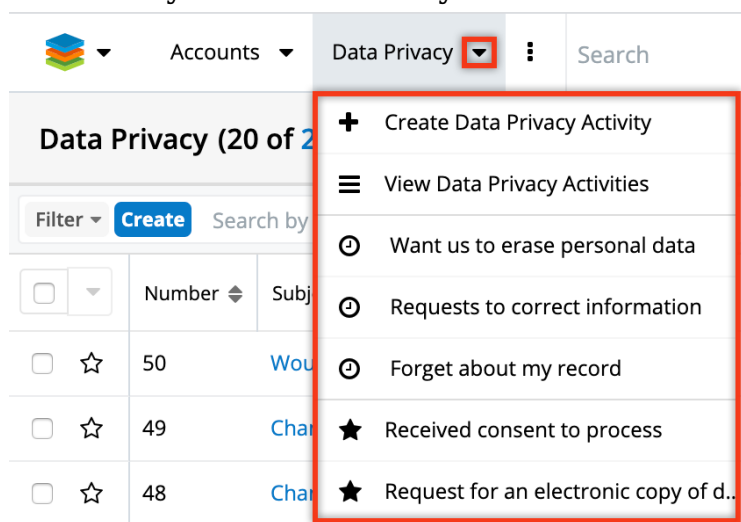 Accounts Data Privacy Search
Data Privacy (20 of 2
Create Data Privacy Activity
View Data Privacy Activities
Filter Create Search by
Want us to erase personal data
Number Subj
Requests to correct information
50 Wou
Forget about my record
49 Chan
Received consent to process
48 Chan
Request for an electronic copy of d..